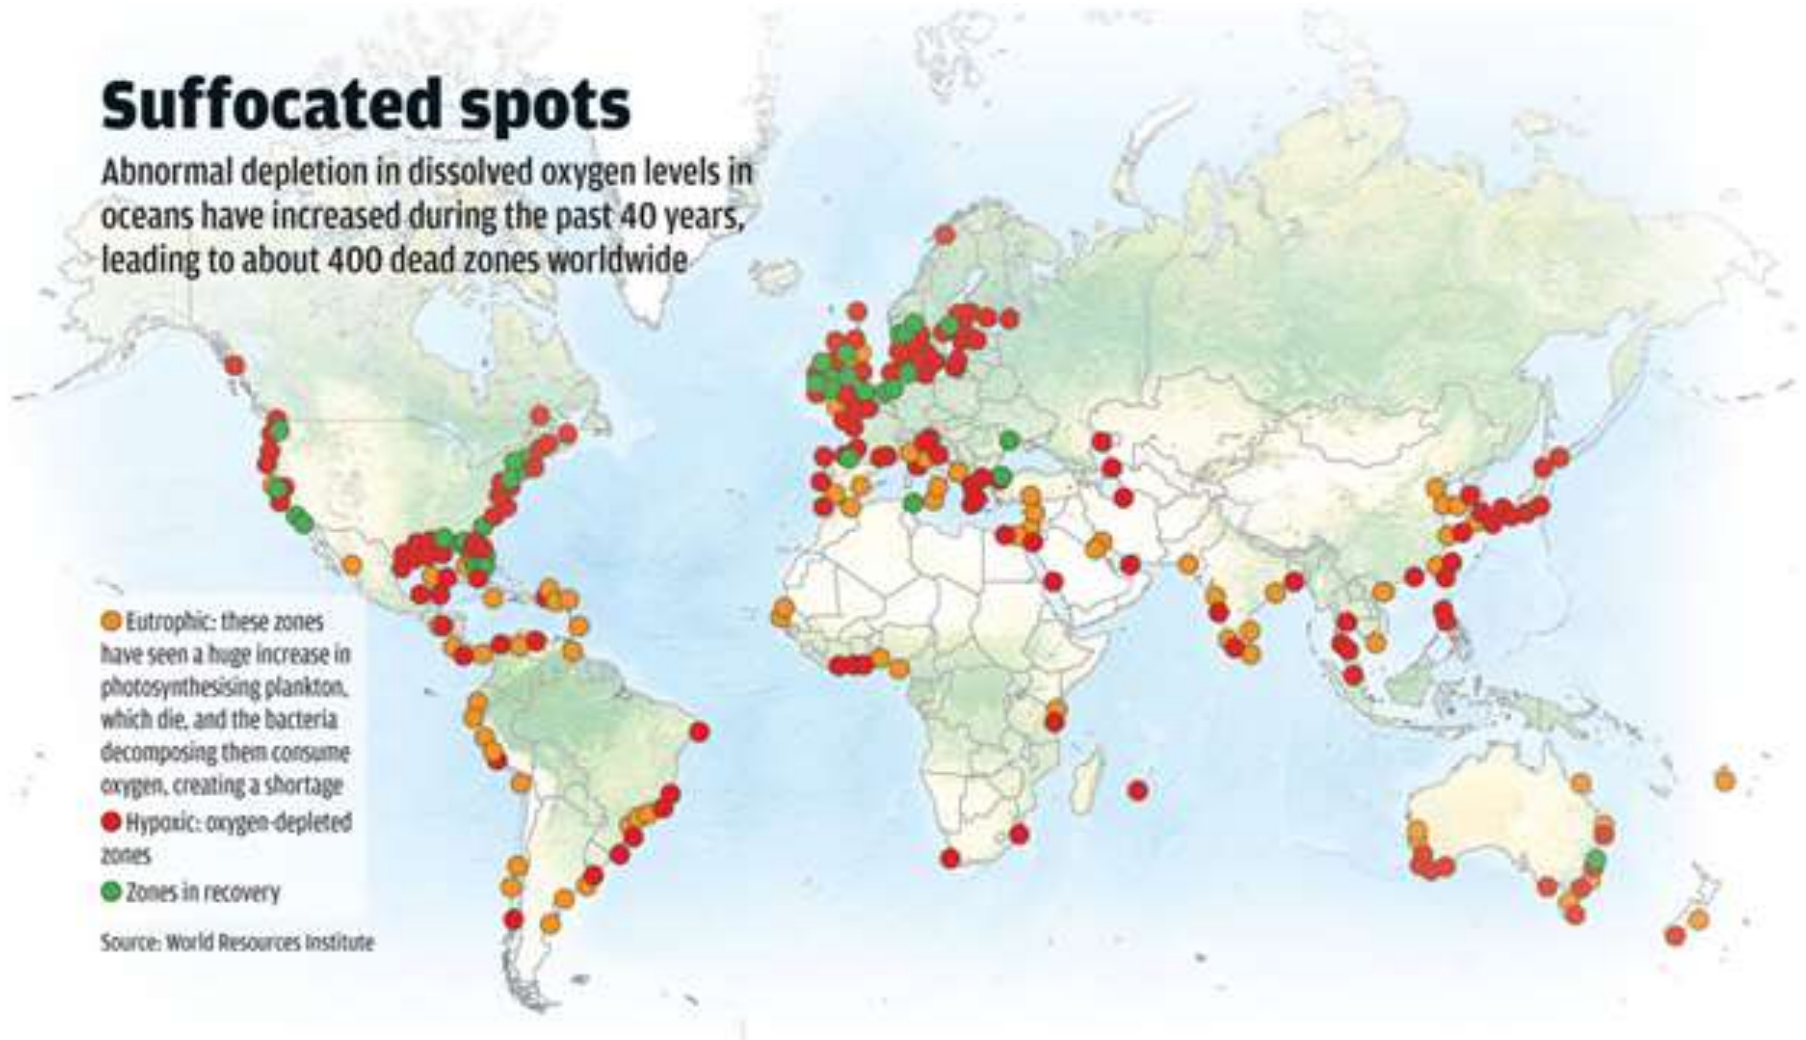 Suffocated spots
Abnormal depletion in dissolved oxygen levels in
oceans have increased during the past 40 years,
leading to about 400 dead zones worldwide
Eutrophic: these zones
have seen a huge increase in
photosynthesising plankton,
which die, and the bacteria
decomposing them consume
oxygen, creating a shortage
Hypoxic: oxygen-depleted
zones
Zones in recovery
Source: World Resources Institute